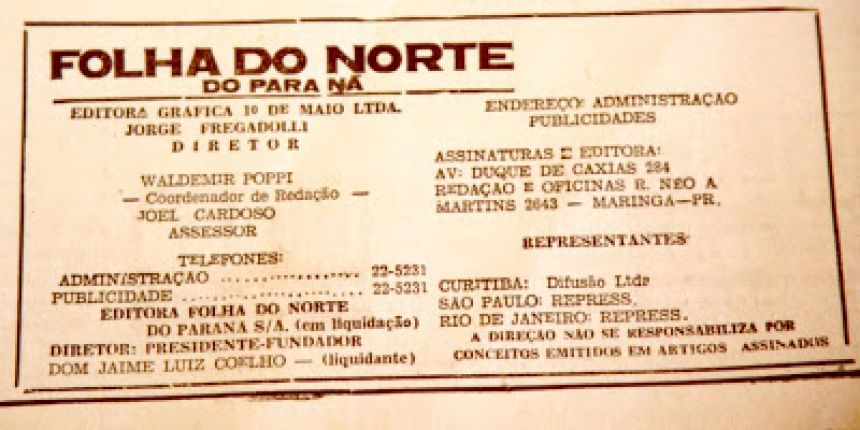 FOLHA DO NORTE
DO PARANÁ
EDITORA GRAFICA 10 DE MAIO LTDA.
JORGE FREGADOLLI
DIRETOR
WALDEMIR POPPI
— Coordenador de Redação —
JOEL CARDOSO
ASSESSOR
TELEFONES:
ADMINISTRAÇÃO .................. 22-5231
PUBLICIDADE .................... 22-5231
EDITORA FOLHA DO NORTE
DO PARANA S/A. (em liquidação)
DIRETOR: PRESIDENTE-FUNDADOR
DOM JAIME LUIZ COELHO — (liquidante)
ENDEREÇO: ADMINISTRAÇÃO
PUBLICIDADES
ASSINATURAS E EDITORA:
AV: DUQUE DE CAXIAS 284
REDAÇÃO E OFICINAS R. NEO A
MARTINS 2643 — MARINGA—PR.
REPRESENTANTES
CURITIBA: Difusão Ltda
SÃO PAULO: REPRESS.
RIO DE JANEIRO: REPRESS.
A DIREÇÃO NÃO SE RESPONSABILIZA POR
CONCEITOS EMITIDOS EM ARTIGOS ASSINADOS